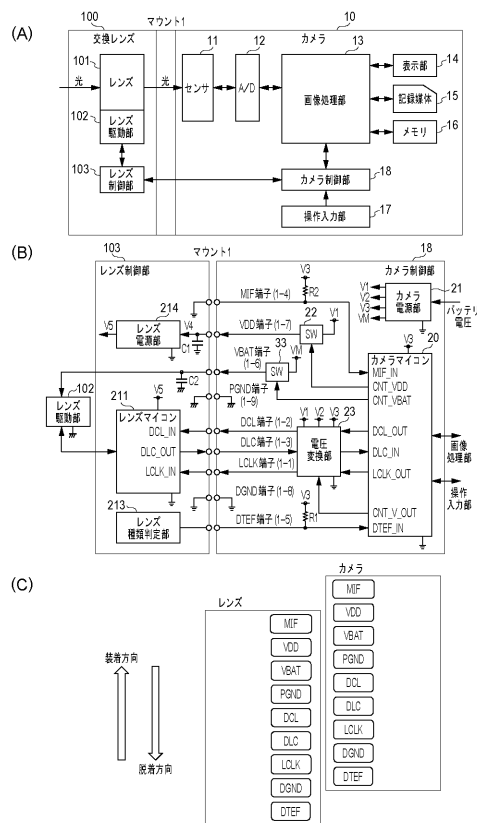 (A)
100
マウント1
10
交換レンズ
カメラ
101
11
12
13
レンズ
光
光
センサ
A/D
画像処理部
表示部
14
記録媒体
15
メモリ
16
102
レンズ
駆動部
103
レンズ
制御部
カメラ制御部
18
操作入力部
17
(B)
103
マウント1
18
レンズ制御部
カメラ制御部
V3
R2
MIF端子(1-4)
V1
V2
V3
VM
カメラ
電源部
21
バッテリ
電圧
214
V5
レンズ
電源部
V4
C1
VDD端子(1-7)
22
SW
V1
33
VBAT端子
(1-6)
SW
VM
C2
PGND端子
(1-9)
V3
20
カメラマイコン
MIF_IN
CNT_VDD
CNT_VBAT
102
レンズ
駆動部
211
V5
レンズマイコン
DCL_IN
DLC_OUT
LCLK_IN
DCL端子(1-2)
DLC端子(1-3)
LCLK端子(1-1)
V1 V2 V3
23
電圧
変換部
DCL_OUT
DLC_IN
LCLK_OUT
CNT_V_OUT
DTEF_IN
画像
処理部
操作
入力部
213
レンズ
種類判定部
DGND端子(1-8)
V3
R1
DTEF端子(1-5)
(C)
レンズ
カメラ
装着方向
脱着方向
MIF
VDD
VBAT
PGND
DCL
DLC
LCLK
DGND
DTEF
MIF
VDD
VBAT
PGND
DCL
DLC
LCLK
DGND
DTEF